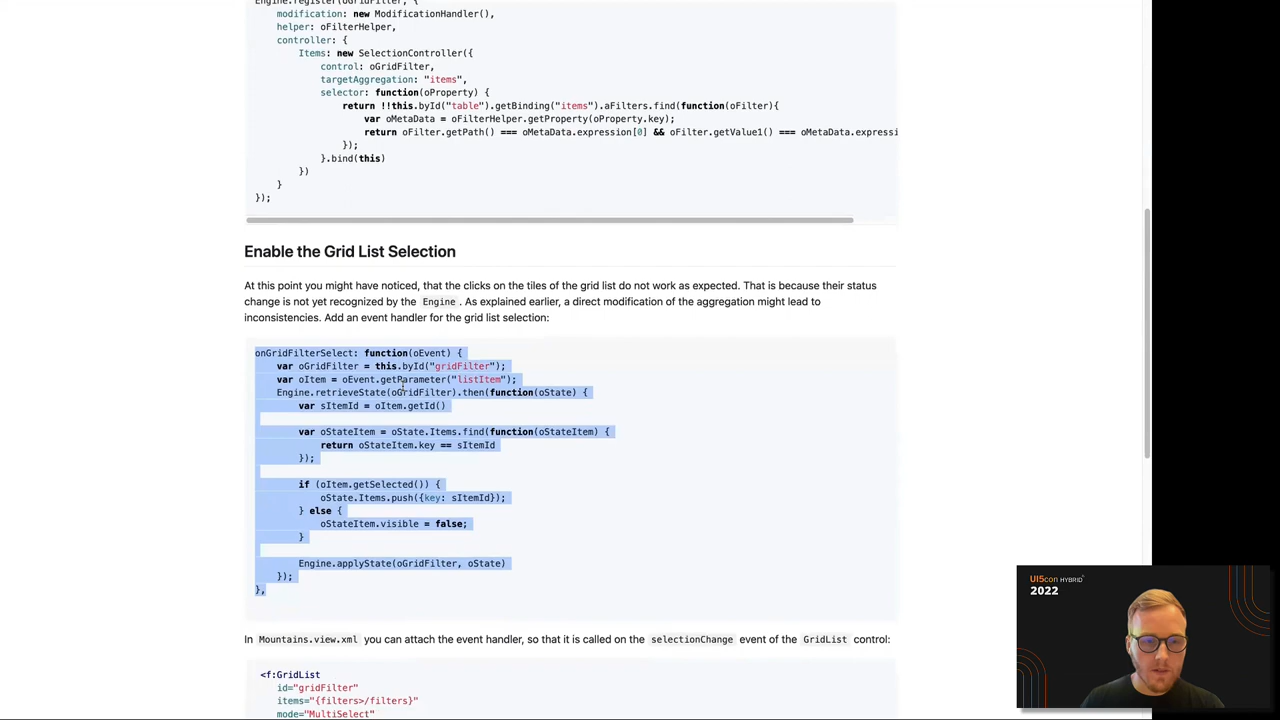 Engine.register(oGridFilter, {
modification: new ModificationHandler(),
helper: oFilterHelper,
controller: {
Items: new SelectionController({
control: oGridFilter,
targetAggregation: "items",
selector: function(oProperty) {
return !!this.byId("table").getBinding("items").aFilters.find(function(oFilter){
var oMetaData = oFilterHelper.getProperty(oProperty.key);
return oFilter.getPath() === oMetaData.expression[0] && oFilter.getValue1() === oMetaData.expressi
});
}.bind(this)
})
}
});
Enable the Grid List Selection
At this point you might have noticed, that the clicks on the tiles of the grid list do not work as expected. That is because their status
change is not yet recognized by the Engine. As explained earlier, a direct modification of the aggregation might lead to
inconsistencies. Add an event handler for the grid list selection:
onGridFilterSelect: function(oEvent) {
var oGridFilter = this.byId("gridFilter");
var oItem = oEvent.getParameter("listItem");
Engine.retrieveState(oGridFilter).then(function(oState) {
var sItemId = oItem.getId()
var oStateItem = oState.Items.find(function(oStateItem) {
return oStateItem.key == sItemId
});
if (oItem.getSelected()) {
oState.Items.push({key: sItemId});
} else {
oStateItem.visible = false;
}
Engine.applyState(oGridFilter, oState)
});
},
In Mountains.view.xml you can attach the event handler, so that it is called on the selectionChange event of the GridList control:
<f:GridList
id="gridFilter"
items="{filters>/filters}"
mode="MultiSelect"
UI5con HYBRID
2022